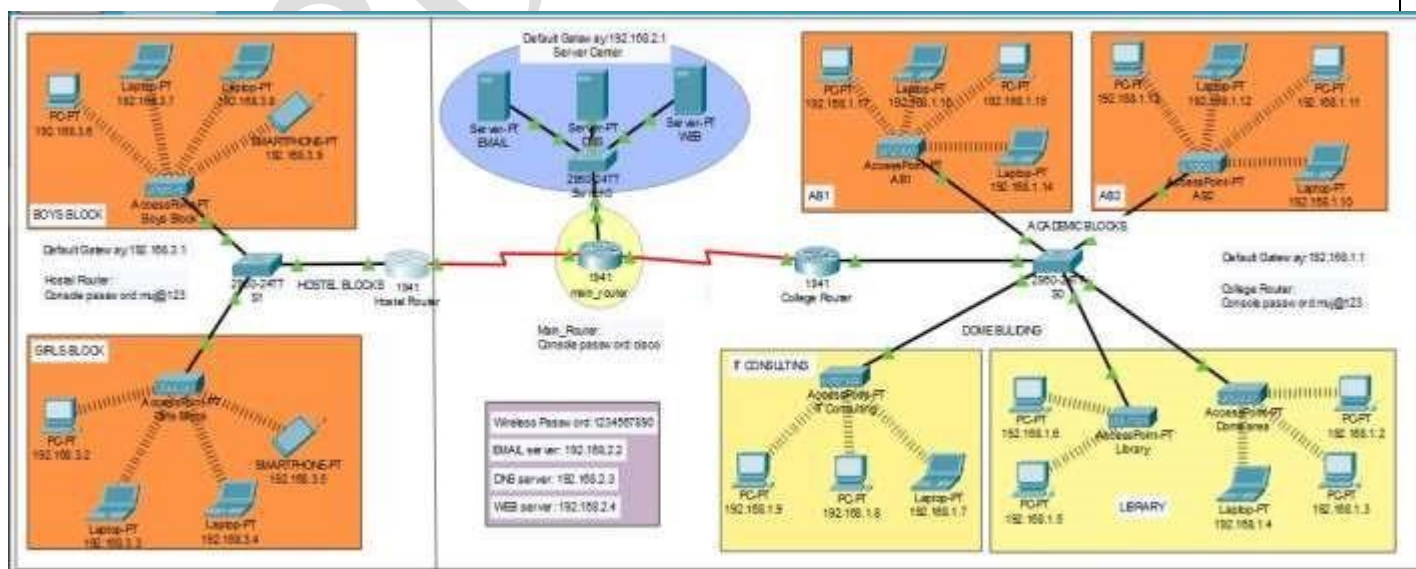 PC-PT
192.168.3.6
Laptop-PT
192.168.3.7
Laptop-PT
192.168.3.8
SMARTPHONE-PT
192.168.3.9
AccessPoint-PT
Boys Block
BOYS BLOCK
Default Gateway:192.168.3.1
Hostel Router:
Console password:muj@123
2950-24TT
S1
HOSTEL BLOCKS
1941
Hostel Router
GIRLS BLOCK
AccessPoint-PT
Girls Block
PC-PT
192.168.3.2
Laptop-PT
192.168.3.3
Laptop-PT
192.168.3.4
SMARTPHONE-PT
192.168.3.5
Default Gateway:192.168.2.1
Server Center
Server-PT
EMAIL
Server-PT
DNS
Server-PT
WEB
2950-24TT
Switch0
1941
main_router
Main_Router:
Console password:cisco
Wireless Password:1234567890
EMAIL server: 192.168.2.2
DNS server: 192.168.2.3
WEB server: 192.168.2.4
1941
College Router
PC-PT
192.168.1.17
Laptop-PT
192.168.1.16
PC-PT
192.168.1.15
AccessPoint-PT
AB1
Laptop-PT
192.168.1.14
AB1
PC-PT
192.168.1.13
Laptop-PT
192.168.1.12
PC-PT
192.168.1.11
AccessPoint-PT
AB2
Laptop-PT
192.168.1.10
AB2
ACADEMIC BLOCKS
2950-24TT
S0
Default Gateway:192.168.1.1
College Router:
Console password:muj@123
DOME BUILDING
IT CONSULTING
AccessPoint-PT
IT Consulting
PC-PT
192.168.1.9
PC-PT
192.168.1.8
Laptop-PT
192.168.1.7
PC-PT
192.168.1.6
AccessPoint-PT
Library
PC-PT
192.168.1.5
AccessPoint-PT
PC-PT
192.168.1.2
Laptop-PT
192.168.1.4
PC-PT
192.168.1.3
LIBRARY